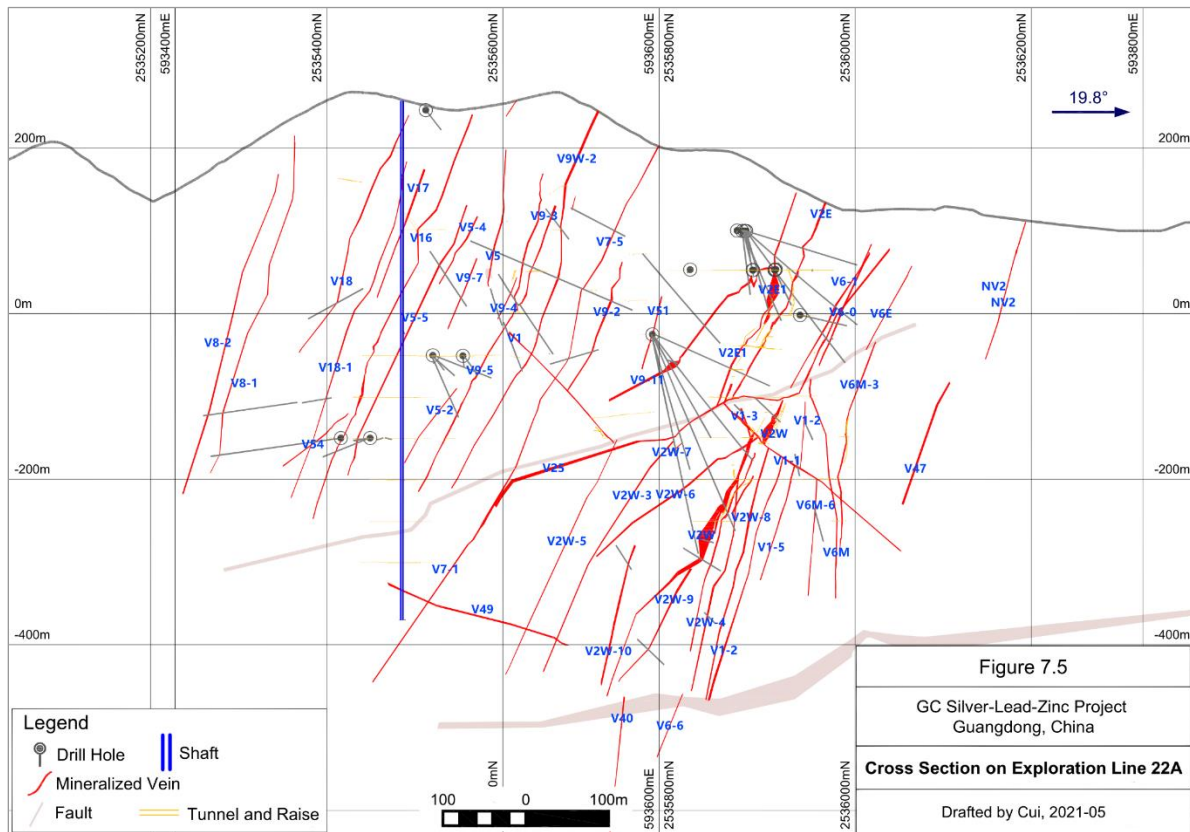 2535200mN
593400mE
2535400mN
2535600mN
593600mE
2535800mN
2536000mN
2536200mN
593800mE
19.8°
200m
200m
V9W-2
V17
V9-3
V2E
V5-4
V16
V7-5
V5
V9-7
V18
V6-1
V2E1
NV2
NV2
V9-4
V51
V9-2
V6-0
V6E
0m
0m
V5-5
V1
V8-2
V2E1
V18-1
V9-5
V9-11
V8-1
V6M-3
V5-2
V1-3
V1-2
V2W
V54
V2W-7
V1-1
V25
V47
-200m
-200m
V2W-3
V2W-6
V6M-6
V2W-8
V2W
V2W-5
V1-5
V6M
V7-1
V2W-9
V49
V2W-4
V2W-10
V1-2
-400m
-400m
V40
V6-6
Legend
Drill Hole
Shaft
Mineralized Vein
Fault
Tunnel and Raise
0mN
593600mE
2535800mN
2536000mN
100
0
100m
Figure 7.5
GC Silver-Lead-Zinc Project
Guangdong, China
Cross Section on Exploration Line 22A
Drafted by Cui, 2021-05